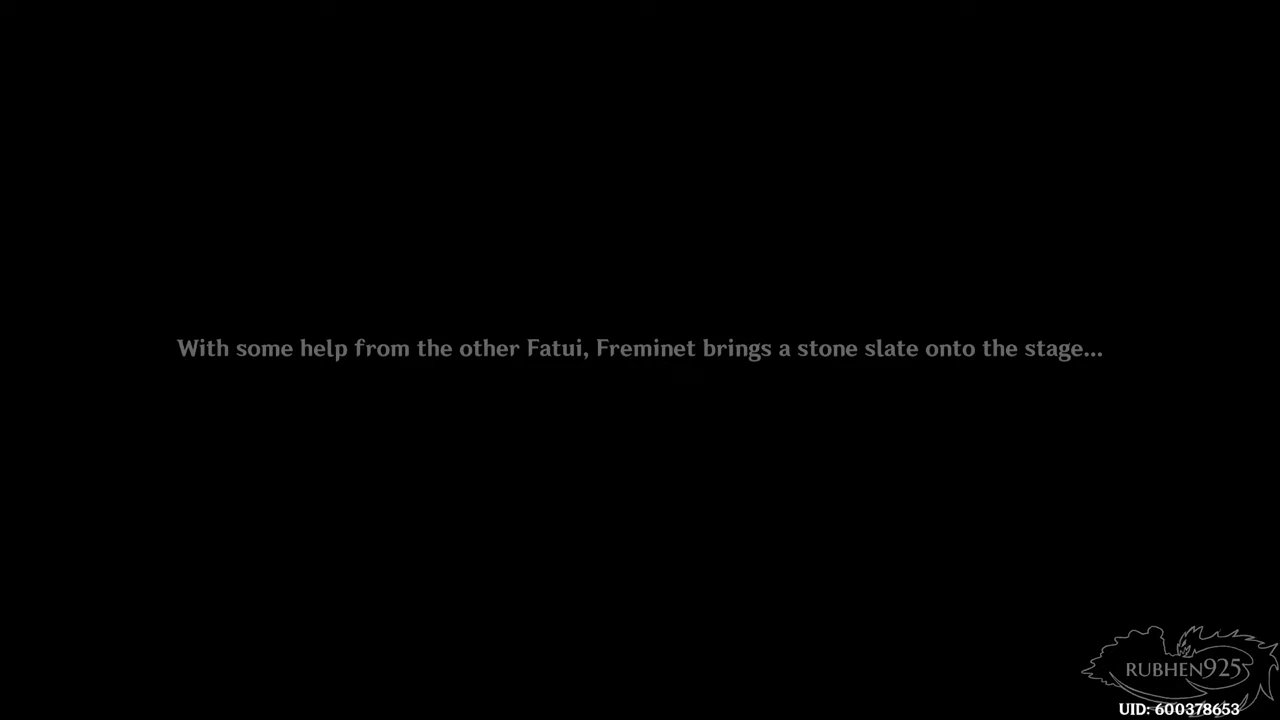 With some help from the other Fatui, Freminet brings a stone slate onto the stage...
RUBHEN925
UID: 600378653